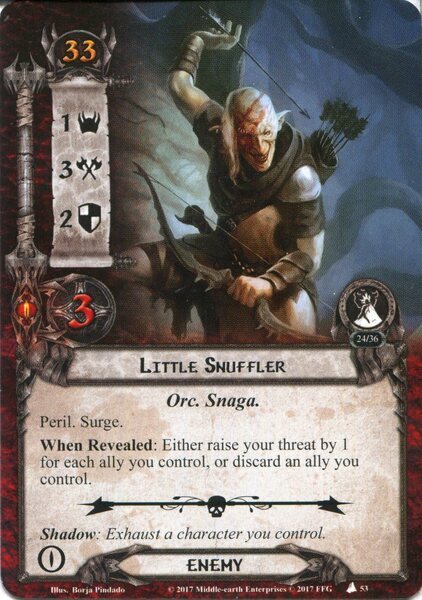 33
1
3
2
3
24/36
Little Snuffler
Orc. Snaga.
Peril. Surge.
When Revealed: Either raise your threat by 1
for each ally you control, or discard an ally you
control.
Shadow: Exhaust a character you control.
ENEMY
Illus. Borja Pindado © 2017 Middle-earth Enterprises © 2017 FFG 53